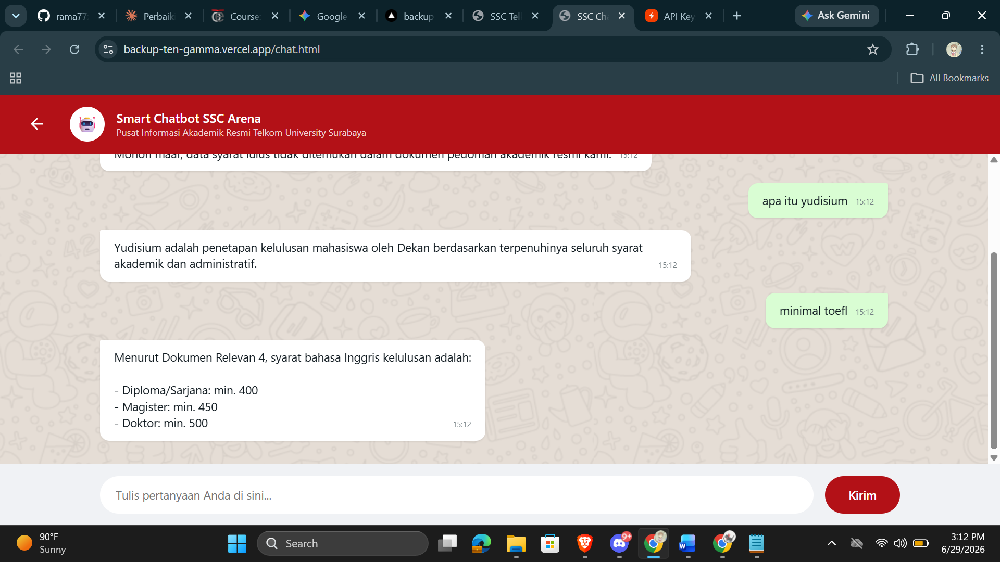 rama77
Perbaik
Course:
Google
backup
SSC Tel
SSC Ch
API Key
Ask Gemini
backup-ten-gamma.vercel.app/chat.html
All Bookmarks
Smart Chatbot SSC Arena
Pusat Informasi Akademik Resmi Telkom University Surabaya
Mohon maaf, data syarat lulus tidak ditemukan dalam dokumen pedoman akademik resmi kami. 15:12
apa itu yudisium 15:12
Yudisium adalah penetapan kelulusan mahasiswa oleh Dekan berdasarkan terpenuhinya seluruh syarat
akademik dan administratif. 15:12
minimal toefl 15:12
Menurut Dokumen Relevan 4, syarat bahasa Inggris kelulusan adalah:
- Diploma/Sarjana: min. 400
- Magister: min. 450
- Doktor: min. 500 15:12
Tulis pertanyaan Anda di sini...
Kirim
90°F
Sunny
Search
9+
3:12 PM
6/29/2026